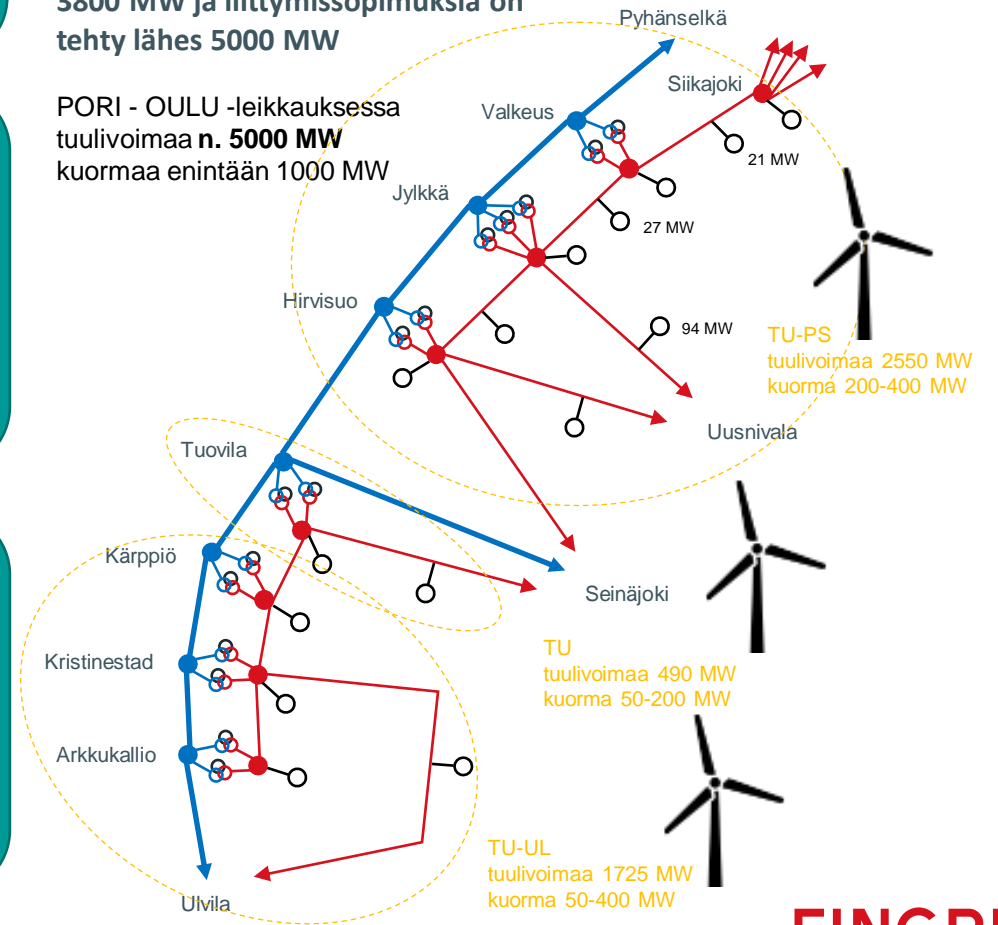 3800 MW ja liittymissopimuksia on
tehty lähes 5000 MW
PORI - OULU -leikkauksessa
tuulivoimaa n. 5000 MW
kuormaa enintään 1000 MW
Pyhänselkä
Siikajoki
Valkeus
21 MW
Jylkkä
27 MW
Hirvisuo
94 MW
TU-PS
tuulivoimaa 2550 MW
kuorma 200-400 MW
Uusnivala
Tuovila
Kärppiö
Seinäjoki
TU
tuulivoimaa 490 MW
kuorma 50-200 MW
Kristinestad
Arkkukallio
TU-UL
tuulivoimaa 1725 MW
kuorma 50-400 MW
Ulvila